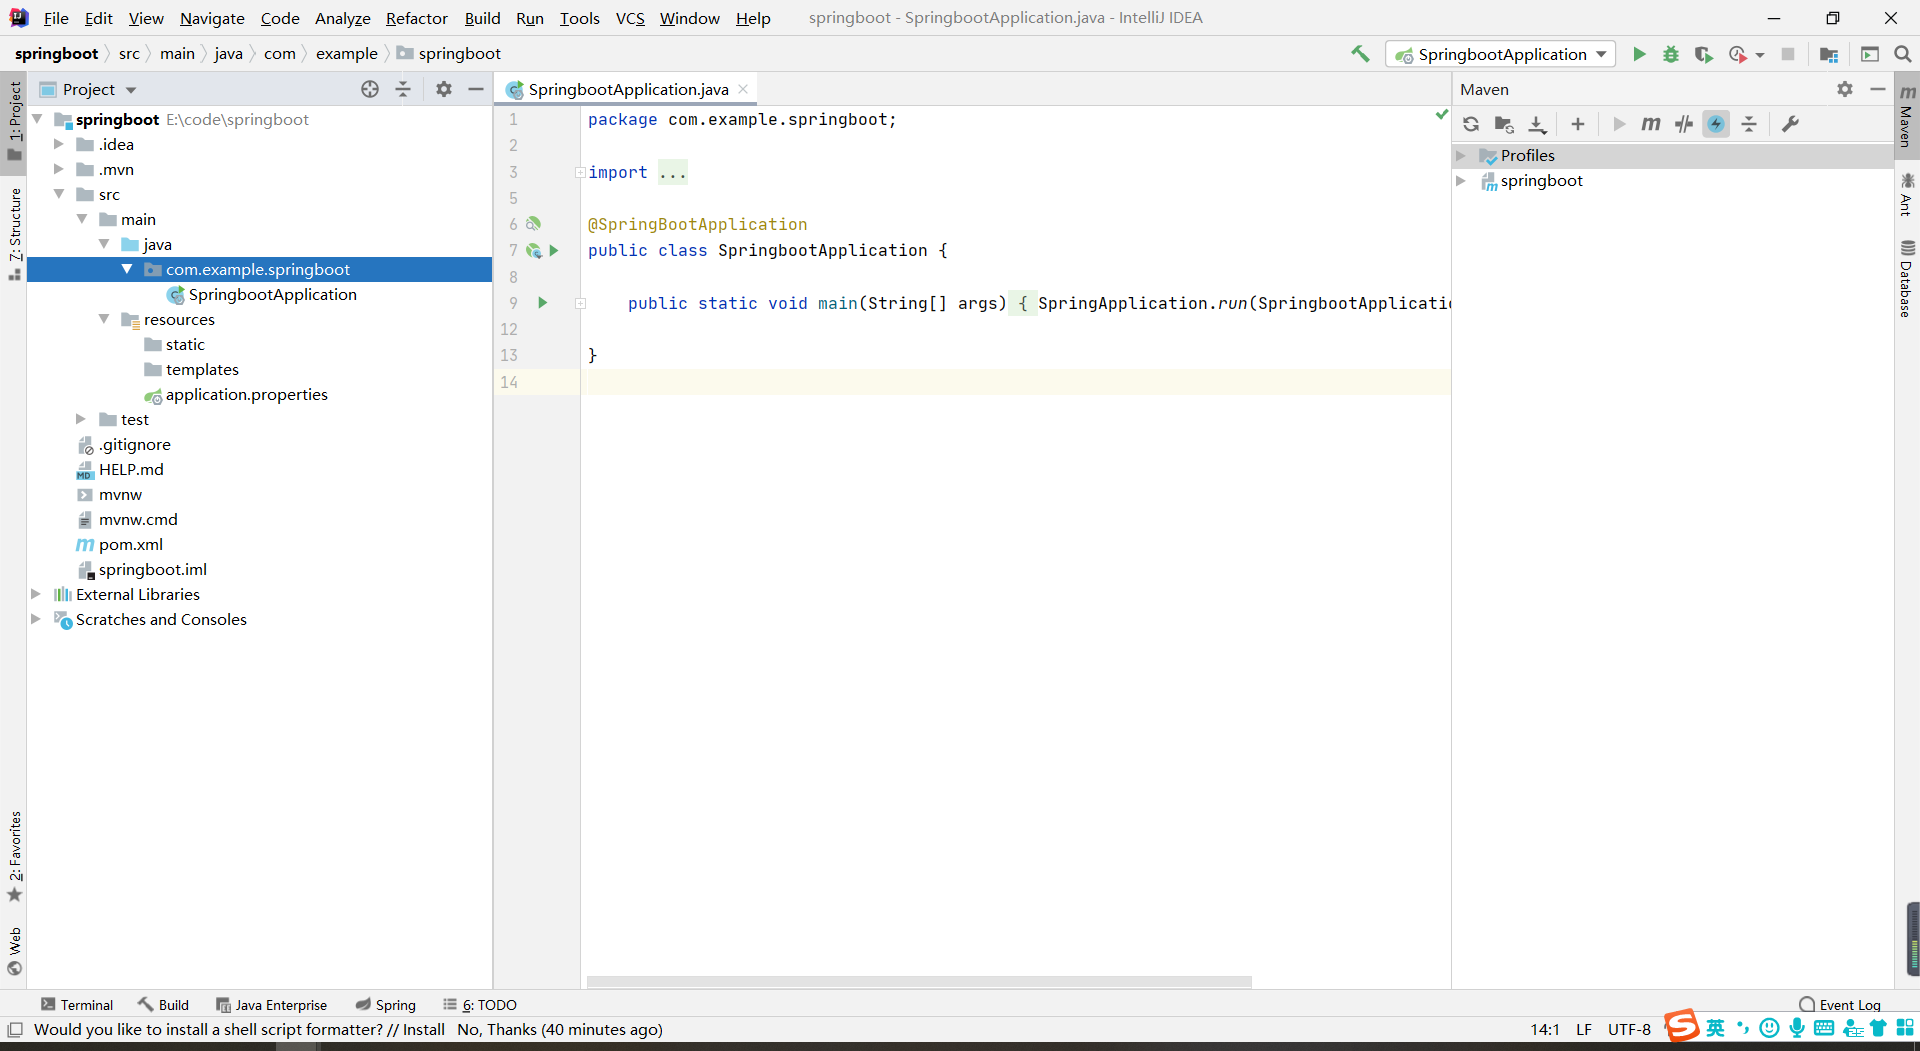 File Edit View Navigate Code Analyze Refactor Build Run Tools VCS Window Help springboot - SpringbootApplication.java - IntelliJ IDEA
springboot src main java com example springboot SpringbootApplication
1: Project
7: Structure
2: Favorites
Web
Project
springboot E:\code\springboot
.idea
.mvn
src
main
java
com.example.springboot
SpringbootApplication
resources
static
templates
application.properties
test
.gitignore
HELP.md
mvnw
mvnw.cmd
pom.xml
springboot.iml
External Libraries
Scratches and Consoles
SpringbootApplication.java
1 package com.example.springboot;
2
3 import ...
5
6 @SpringBootApplication
7 public class SpringbootApplication {
8
9 public static void main(String[] args) { SpringApplication.run(SpringbootApplicatio
12
13 }
14
Maven
Profiles
springboot
Maven
Ant
Database
Terminal Build Java Enterprise Spring 6: TODO Event Log
Would you like to install a shell script formatter? // Install No, Thanks (40 minutes ago) 14:1 LF UTF-8 英